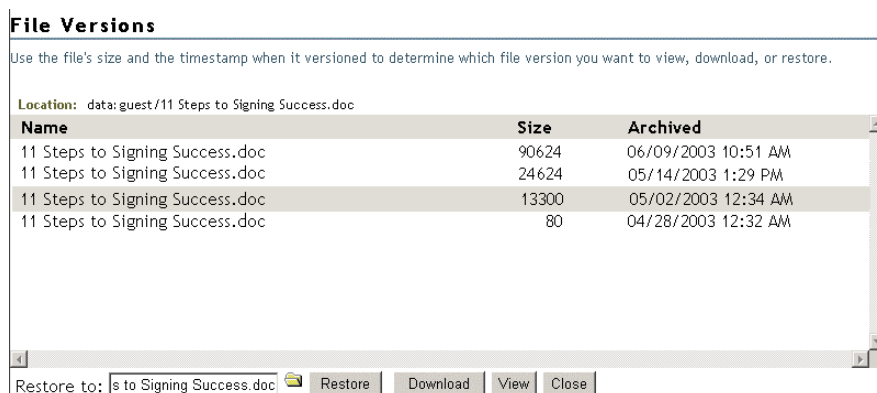 File Versions
Use the file's size and the timestamp when it versioned to determine which file version you want to view, download, or restore.
Location: data:guest/11 Steps to Signing Success.doc
Name Size Archived
11 Steps to Signing Success.doc 90624 06/09/2003 10:51 AM
11 Steps to Signing Success.doc 24624 05/14/2003 1:29 PM
11 Steps to Signing Success.doc 13300 05/02/2003 12:34 AM
11 Steps to Signing Success.doc 80 04/28/2003 12:32 AM
Restore to: s to Signing Success.doc Restore Download View Close